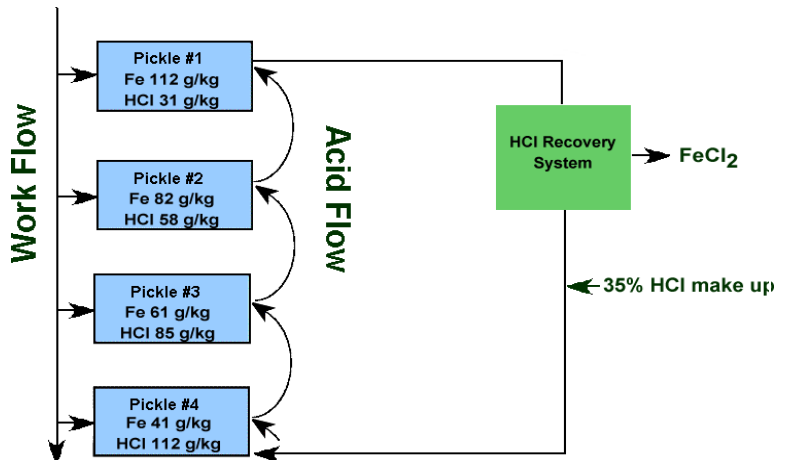 Work Flow
Pickle #1
Fe 112 g/kg
HCl 31 g/kg
Pickle #2
Fe 82 g/kg
HCl 58 g/kg
Pickle #3
Fe 61 g/kg
HCl 85 g/kg
Pickle #4
Fe 41 g/kg
HCl 112 g/kg
Acid Flow
HCl Recovery
System
FeCl₂
35% HCl make up